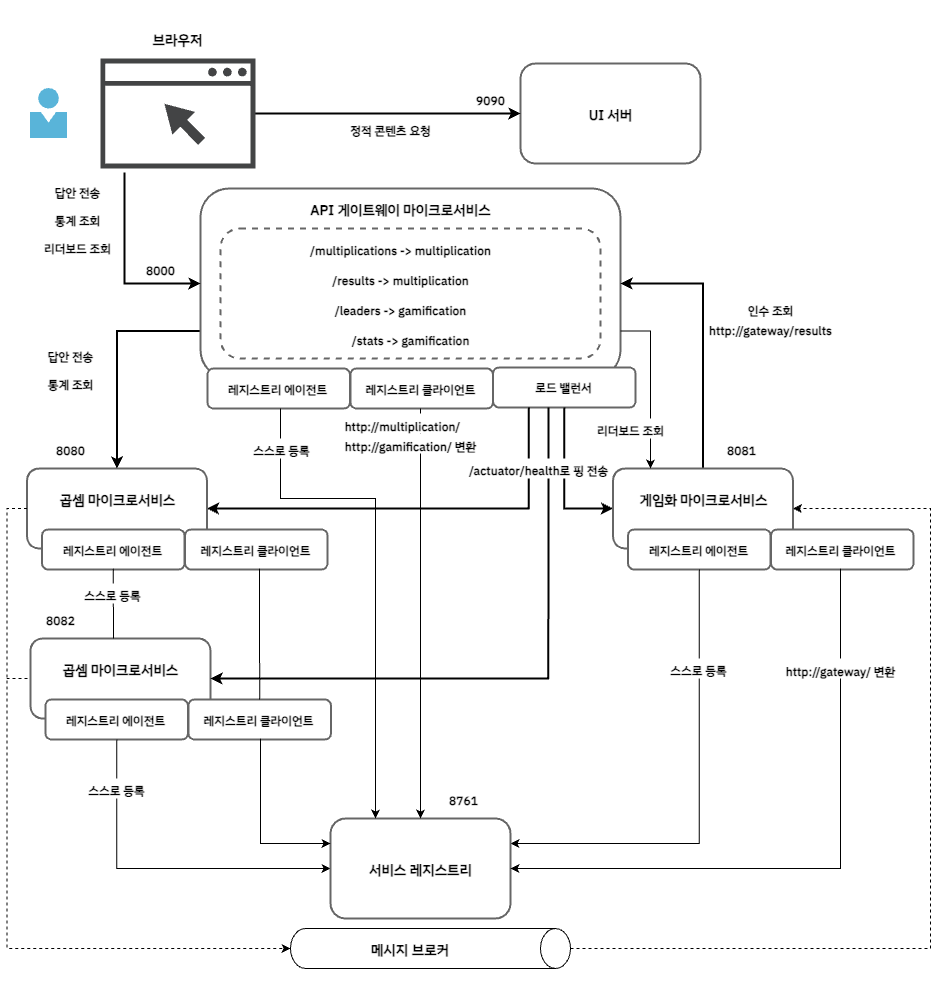 브라우저
9090
정적 콘텐츠 요청
UI 서버
답안 전송
통계 조회
리더보드 조회
8000
API 게이트웨이 마이크로서비스
/multiplications -> multiplication
/results -> multiplication
/leaders -> gamification
/stats -> gamification
인수 조회
http://gateway/results
답안 전송
통계 조회
레지스트리 에이전트
레지스트리 클라이언트
로드 밸런서
스스로 등록
http://multiplication/
http://gamification/ 변환
리더보드 조회
/actuator/health로 핑 전송
8080
곱셈 마이크로서비스
레지스트리 에이전트
레지스트리 클라이언트
8081
게임화 마이크로서비스
레지스트리 에이전트
레지스트리 클라이언트
스스로 등록
8082
곱셈 마이크로서비스
레지스트리 에이전트
레지스트리 클라이언트
스스로 등록
http://gateway/ 변환
스스로 등록
8761
서비스 레지스트리
메시지 브로커